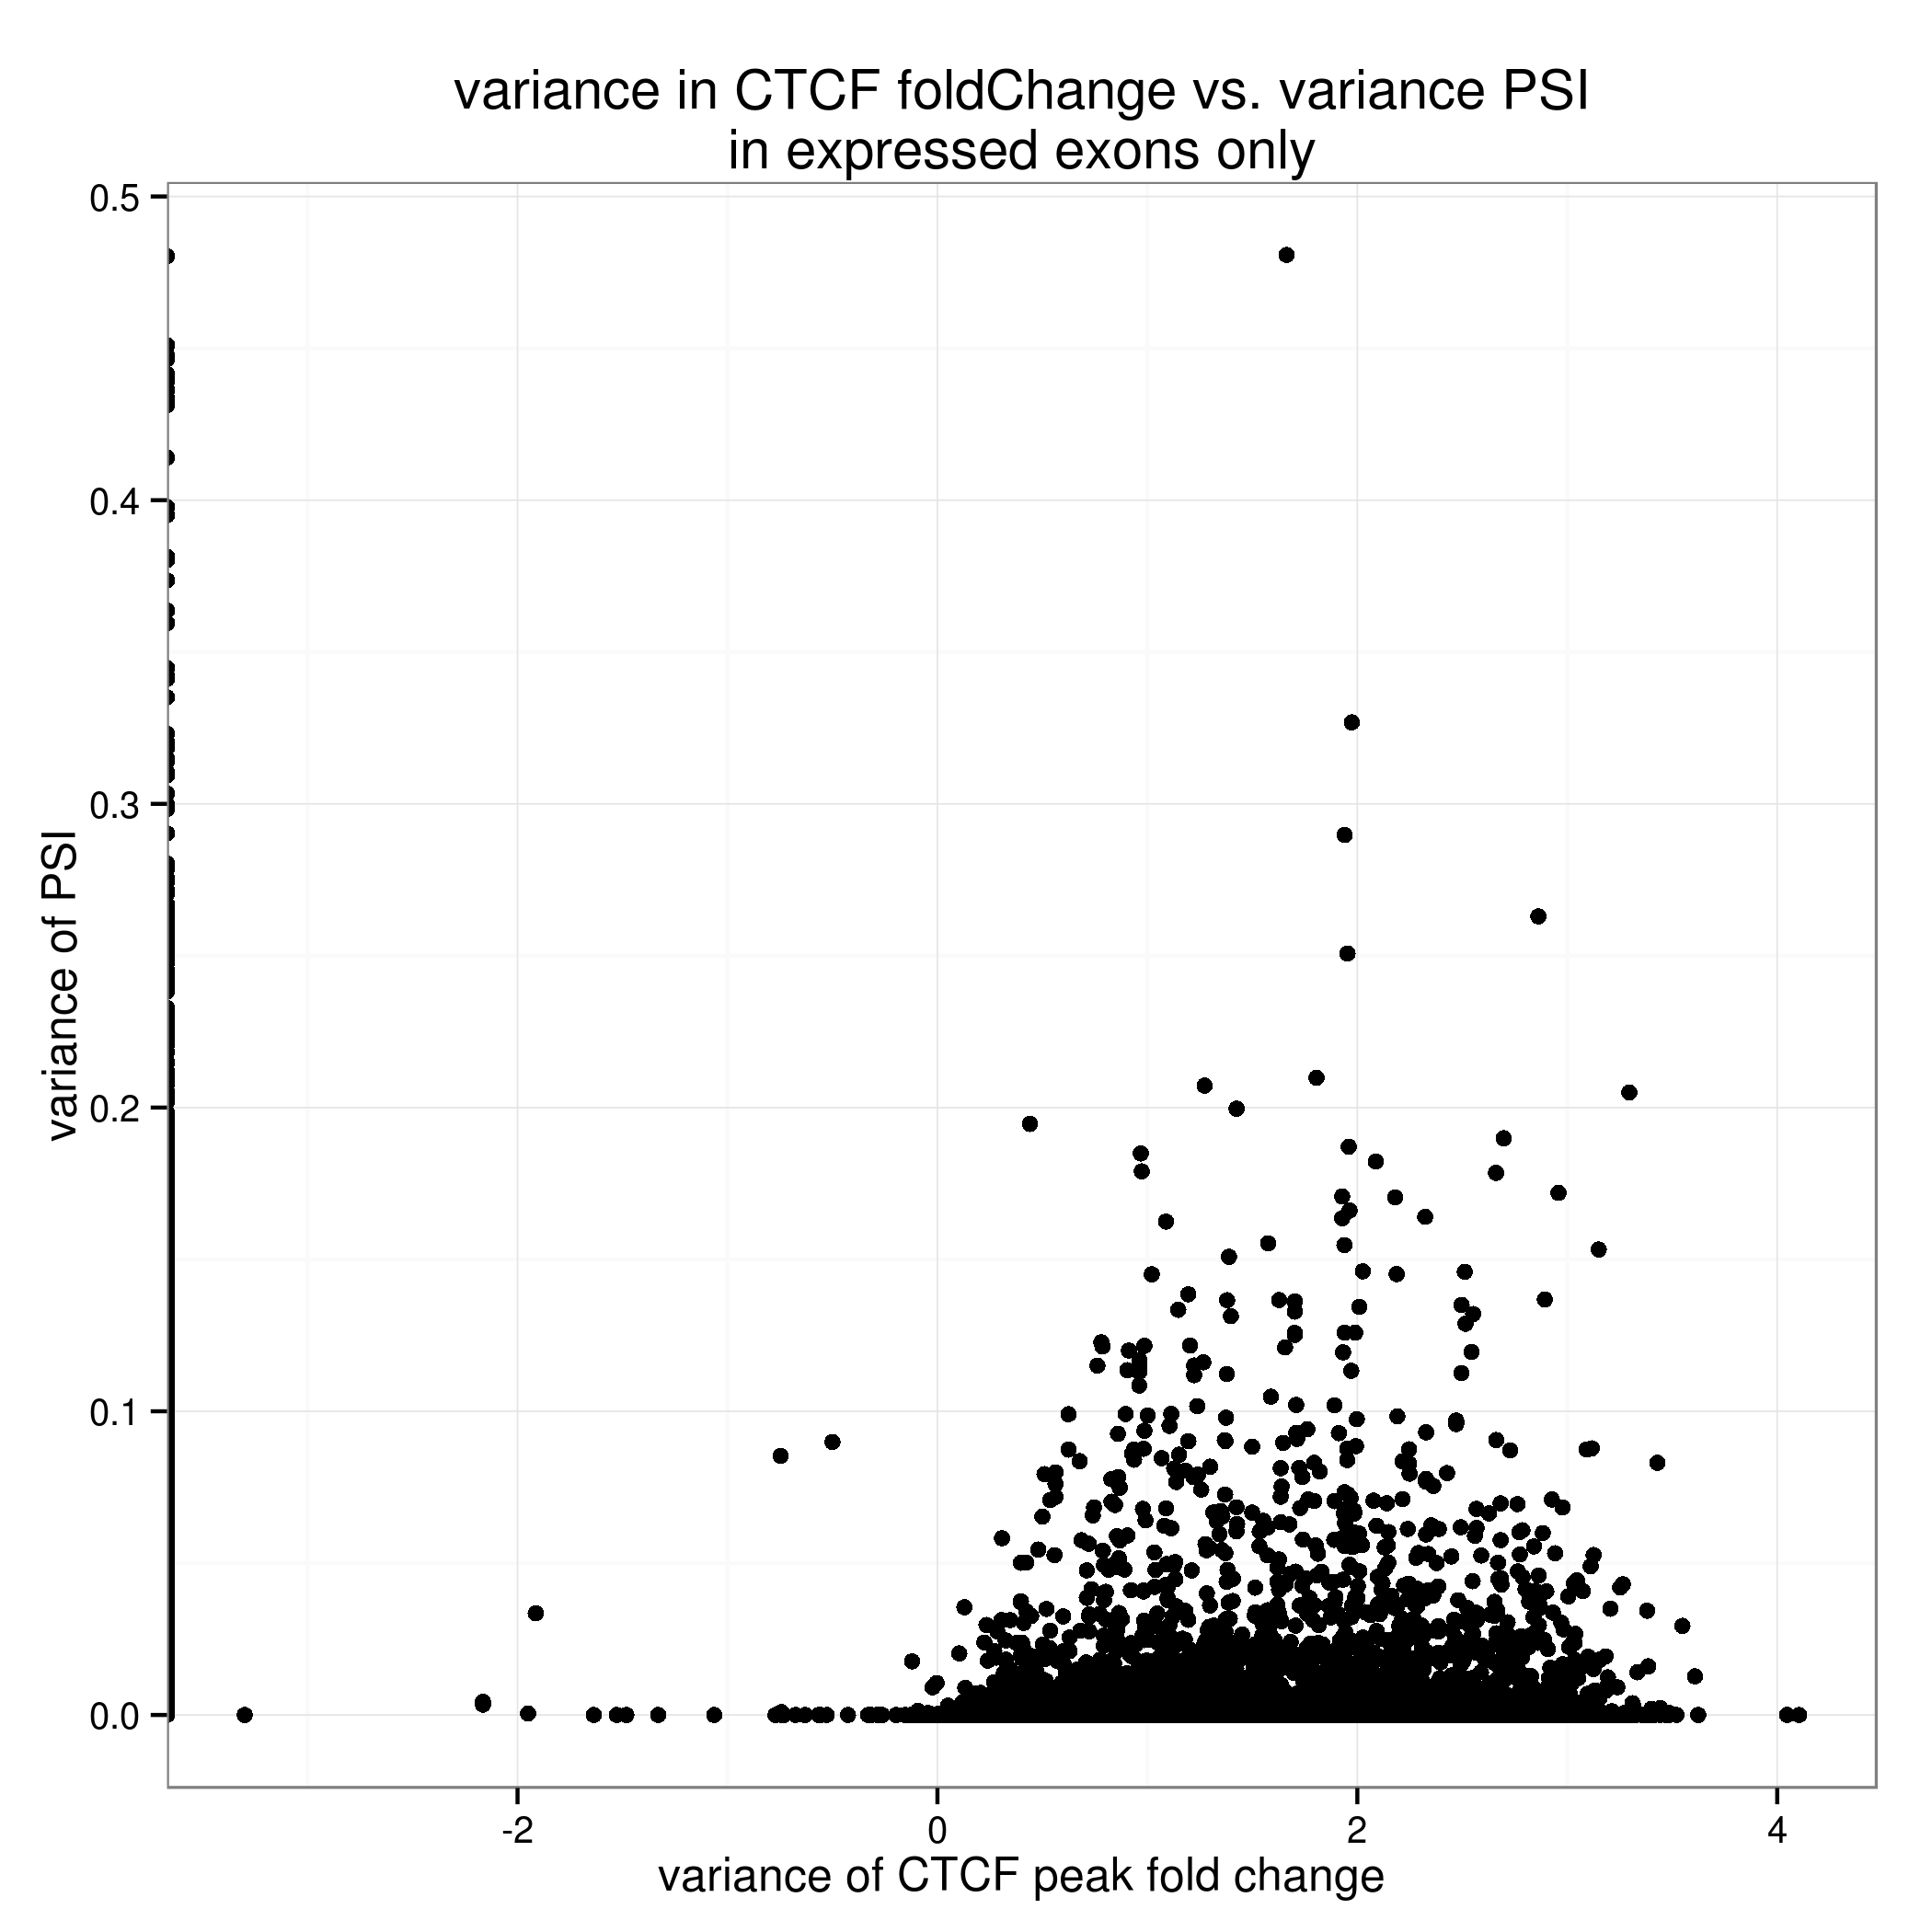 variance in CTCF foldChange vs. variance PSI
in expressed exons only
0.5
0.4
0.3
0.2
0.1
0.0
variance of PSI
-2 0 2 4
variance of CTCF peak fold change